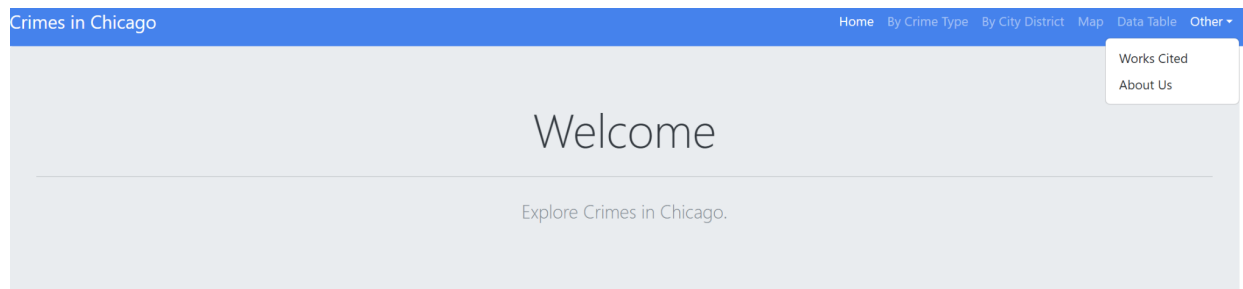 Crimes in Chicago Home By Crime Type By City District Map Data Table Other
Works Cited
About Us
Welcome
Explore Crimes in Chicago.